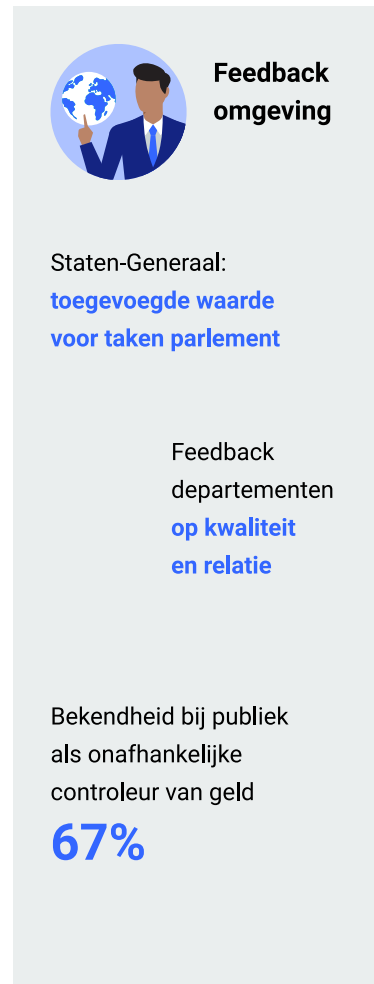 Feedback
omgeving
Staten-Generaal:
toegevoegde waarde
voor taken parlement
Feedback
departementen
op kwaliteit
en relatie
Bekendheid bij publiek
als onafhankelijke
controleur van geld
67%